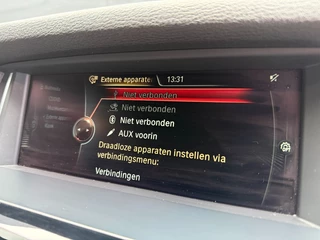 Externe apparaten
13:31
Niet verbonden
Niet verbonden
Niet verbonden
AUX voorin
Draadloze apparaten instellen via
verbindingsmenu:
Verbindingen